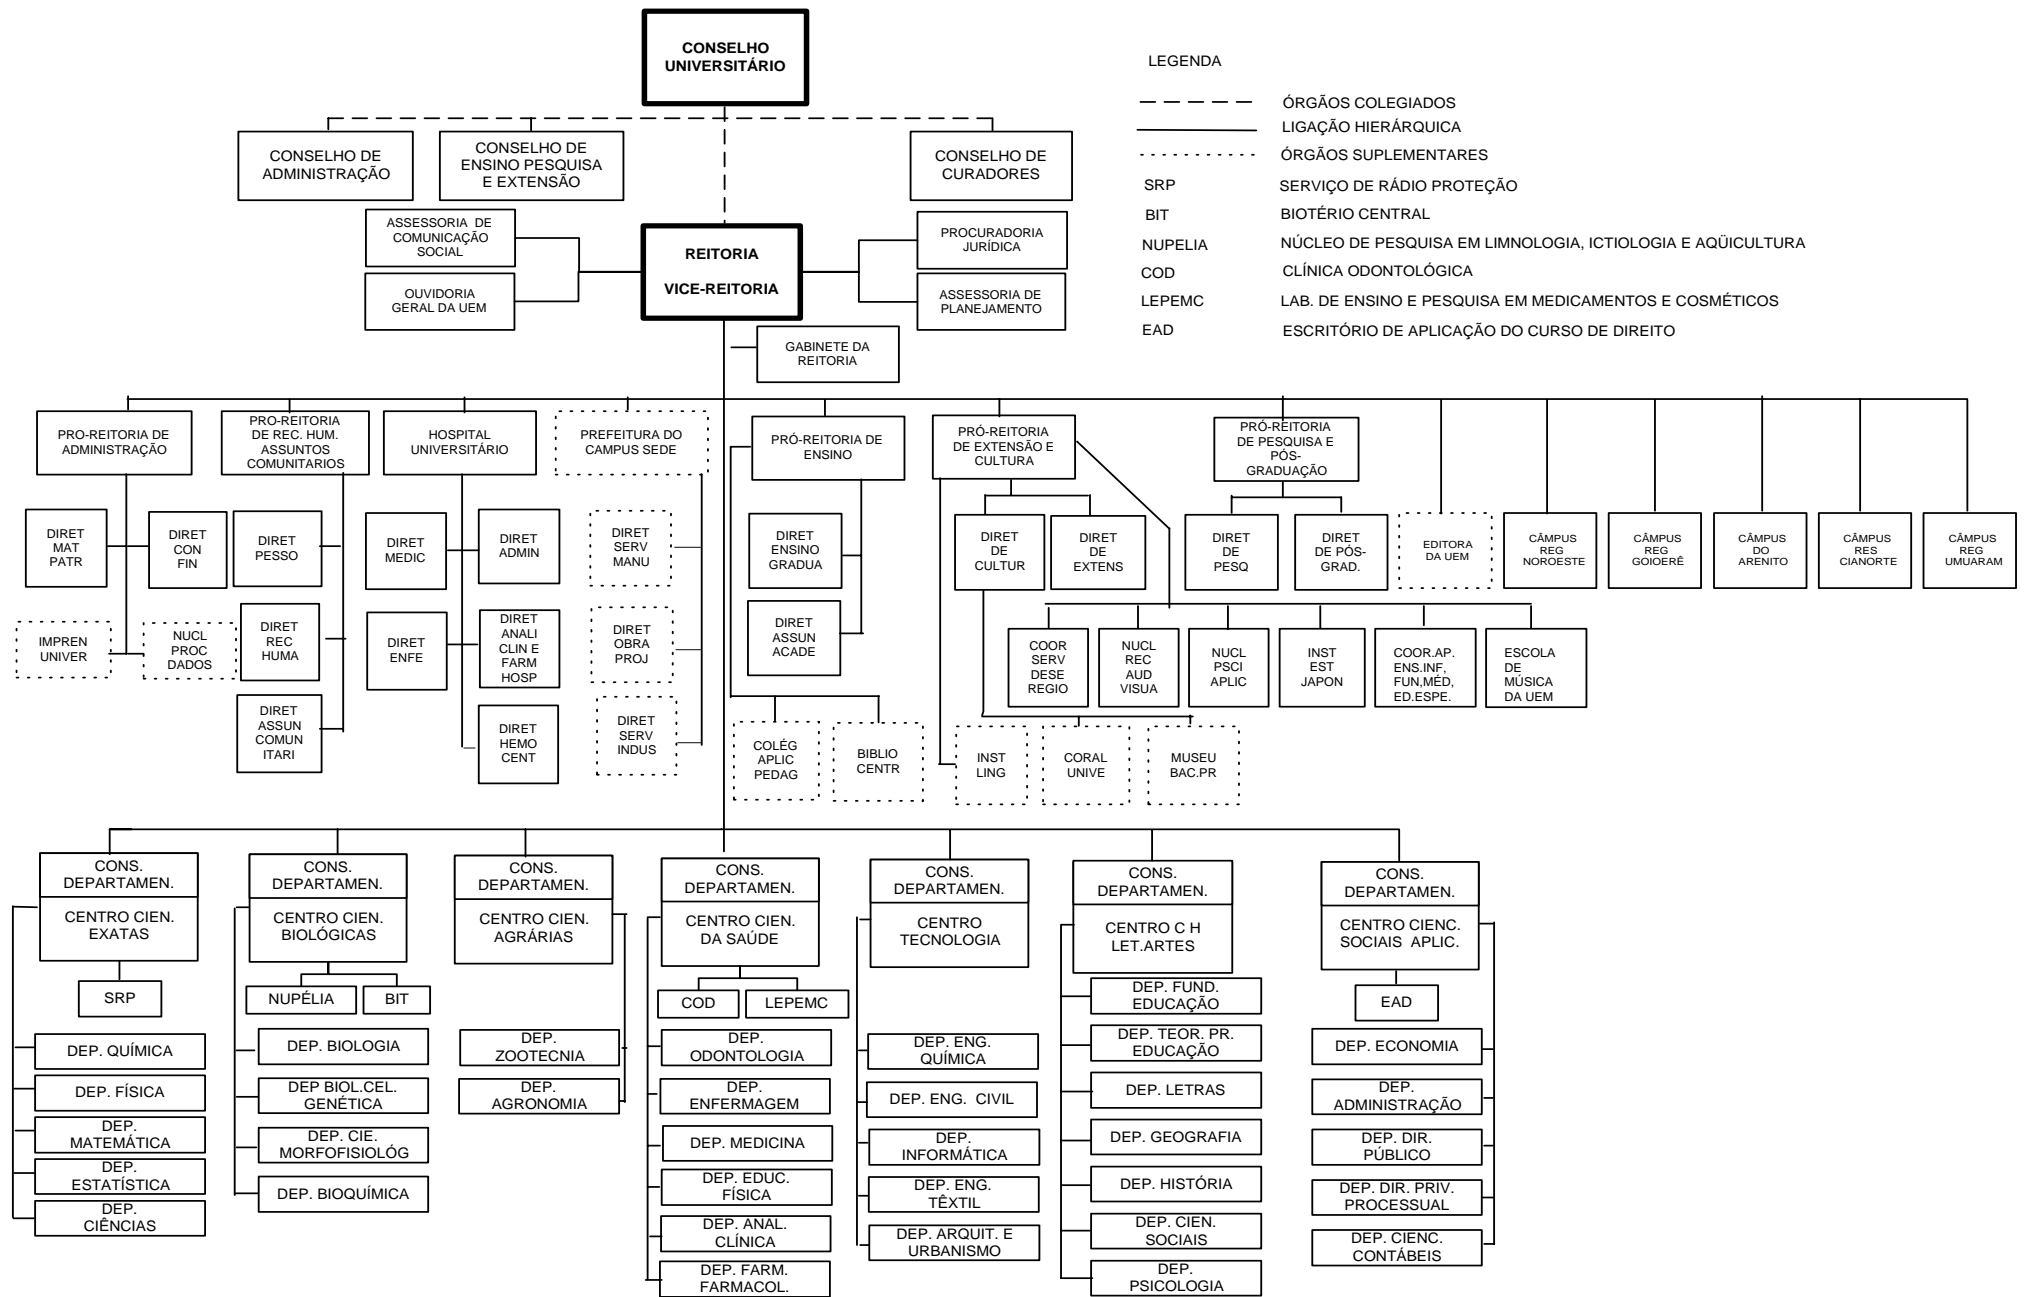 CONSELHO
UNIVERSITÁRIO
LEGENDA
ÓRGÃOS COLEGIADOS
LIGAÇÃO HIERÁRQUICA
ÓRGÃOS SUPLEMENTARES
SRP SERVIÇO DE RÁDIO PROTEÇÃO
BIT BIOTÉRIO CENTRAL
NUPELIA NÚCLEO DE PESQUISA EM LIMNOLOGIA, ICTIOLOGIA E AQÜICULTURA
COD CLÍNICA ODONTOLÓGICA
LEPEMC LAB. DE ENSINO E PESQUISA EM MEDICAMENTOS E COSMÉTICOS
EAD ESCRITÓRIO DE APLICAÇÃO DO CURSO DE DIREITO
CONSELHO DE
ADMINISTRAÇÃO
CONSELHO DE
ENSINO PESQUISA
E EXTENSÃO
CONSELHO DE
CURADORES
ASSESSORIA DE
COMUNICAÇÃO
SOCIAL
OUVIDORIA
GERAL DA UEM
REITORIA
VICE-REITORIA
PROCURADORIA
JURÍDICA
ASSESSORIA DE
PLANEJAMENTO
GABINETE DA
REITORIA
PRO-REITORIA DE
ADMINISTRAÇÃO
PRO-REITORIA
DE REC. HUM.
ASSUNTOS
COMUNITARIOS
HOSPITAL
UNIVERSITÁRIO
PREFEITURA DO
CAMPUS SEDE
PRÓ-REITORIA DE
ENSINO
PRÓ-REITORIA
DE EXTENSÃO E
CULTURA
PRÓ-REITORIA
DE PESQUISA E
PÓS-
GRADUAÇÃO
DIRET
MAT
PATR
DIRET
CON
FIN
DIRET
PESSO
DIRET
MEDIC
DIRET
ADMIN
DIRET
SERV
MANU
DIRET
ENSINO
GRADUA
DIRET
DE
CULTUR
DIRET
DE
EXTENS
DIRET
DE
PESQ
DIRET
DE PÓS-
GRAD.
EDITORA
DA UEM
CÂMPUS
REG
NOROESTE
CÂMPUS
REG
GOIOERÊ
CÂMPUS
DO
ARENITO
CÂMPUS
RES
CIANORTE
CÂMPUS
REG
UMUARAM
IMPREN
UNIVER
NUCL
PROC
DADOS
DIRET
REC
HUMA
DIRET
ENFE
DIRET
ANALI
CLIN E
FARM
HOSP
DIRET
OBRA
PROJ
DIRET
ASSUN
ACADE
COOR
SERV
DESE
REGIO
NUCL
REC
AUD
VISUA
NUCL
PSCI
APLIC
INST
EST
JAPON
COOR.AP.
ENS.INF,
FUN,MÉD,
ED.ESPE.
ESCOLA
DE
MÚSICA
DA UEM
DIRET
ASSUN
COMUN
ITARI
DIRET
HEMO
CENT
DIRET
SERV
INDUS
COLÉG
APLIC
PEDAG
BIBLIO
CENTR
INST
LING
CORAL
UNIVE
MUSEU
BAC.PR
CONS.
DEPARTAMEN.
CENTRO CIEN.
EXATAS
SRP
DEP. QUÍMICA
DEP. FÍSICA
DEP.
MATEMÁTICA
DEP.
ESTATÍSTICA
DEP.
CIÊNCIAS
CONS.
DEPARTAMEN.
CENTRO CIEN.
BIOLÓGICAS
NUPÉLIA
BIT
DEP. BIOLOGIA
DEP BIOL.CEL.
GENÉTICA
DEP. CIE.
MORFOFISIOLÓG
DEP. BIOQUÍMICA
CONS.
DEPARTAMEN.
CENTRO CIEN.
AGRÁRIAS
DEP.
ZOOTECNIA
DEP.
AGRONOMIA
CONS.
DEPARTAMEN.
CENTRO CIEN.
DA SAÚDE
COD
LEPEMC
DEP.
ODONTOLOGIA
DEP.
ENFERMAGEM
DEP. MEDICINA
DEP. EDUC.
FÍSICA
DEP. ANAL.
CLÍNICA
DEP. FARM.
FARMACOL.
CONS.
DEPARTAMEN.
CENTRO
TECNOLOGIA
DEP. ENG.
QUÍMICA
DEP. ENG. CIVIL
DEP.
INFORMÁTICA
DEP. ENG.
TÊXTIL
DEP. ARQUIT. E
URBANISMO
CONS.
DEPARTAMEN.
CENTRO C H
LET.ARTES
DEP. FUND.
EDUCAÇÃO
DEP. TEOR. PR.
EDUCAÇÃO
DEP. LETRAS
DEP. GEOGRAFIA
DEP. HISTÓRIA
DEP. CIEN.
SOCIAIS
DEP.
PSICOLOGIA
CONS.
DEPARTAMEN.
CENTRO CIENC.
SOCIAIS APLIC.
EAD
DEP. ECONOMIA
DEP.
ADMINISTRAÇÃO
DEP. DIR.
PÚBLICO
DEP. DIR. PRIV.
PROCESSUAL
DEP. CIENC.
CONTÁBEIS